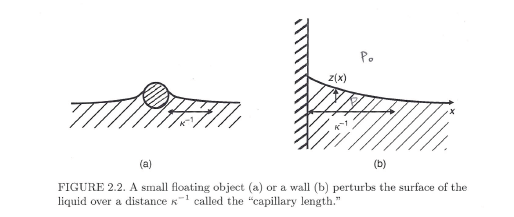 P₀
z(x)
P
x
κ⁻¹
κ⁻¹
(a)
(b)
FIGURE 2.2. A small floating object (a) or a wall (b) perturbs the surface of the
liquid over a distance κ⁻¹ called the “capillary length.”